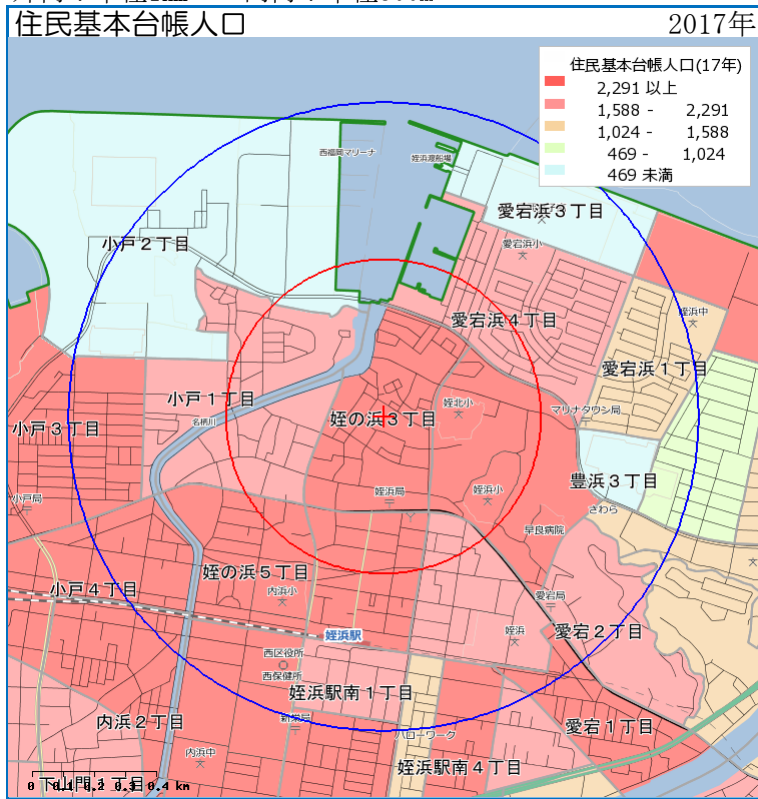 住民基本台帳人口
2017年
住民基本台帳人口(17年)
2,291 以上
1,588 - 2,291
1,024 - 1,588
469 - 1,024
469 未満
西福岡マリーナ
姪浜渡船場
愛宕浜3丁目
小戸2丁目
愛宕浜小
愛宕浜4丁目
姪浜中
愛宕浜1丁目
小戸1丁目
姪北小
マリナタウン局
姪の浜3丁目
小戸3丁目
名柄川
豊浜3丁目
小戸局
姪浜局
姪浜小
さわら
早良病院
姪の浜5丁目
小戸4丁目
内浜小
愛宕局
姪浜駅
姪浜
愛宕2丁目
西区役所
西保健所
姪浜駅南1丁目
内浜2丁目
新栄局
ハローワーク
愛宕1丁目
内浜中
姪浜駅南4丁目
下山門1丁目
0 0.1 0.2 0.3 0.4 km